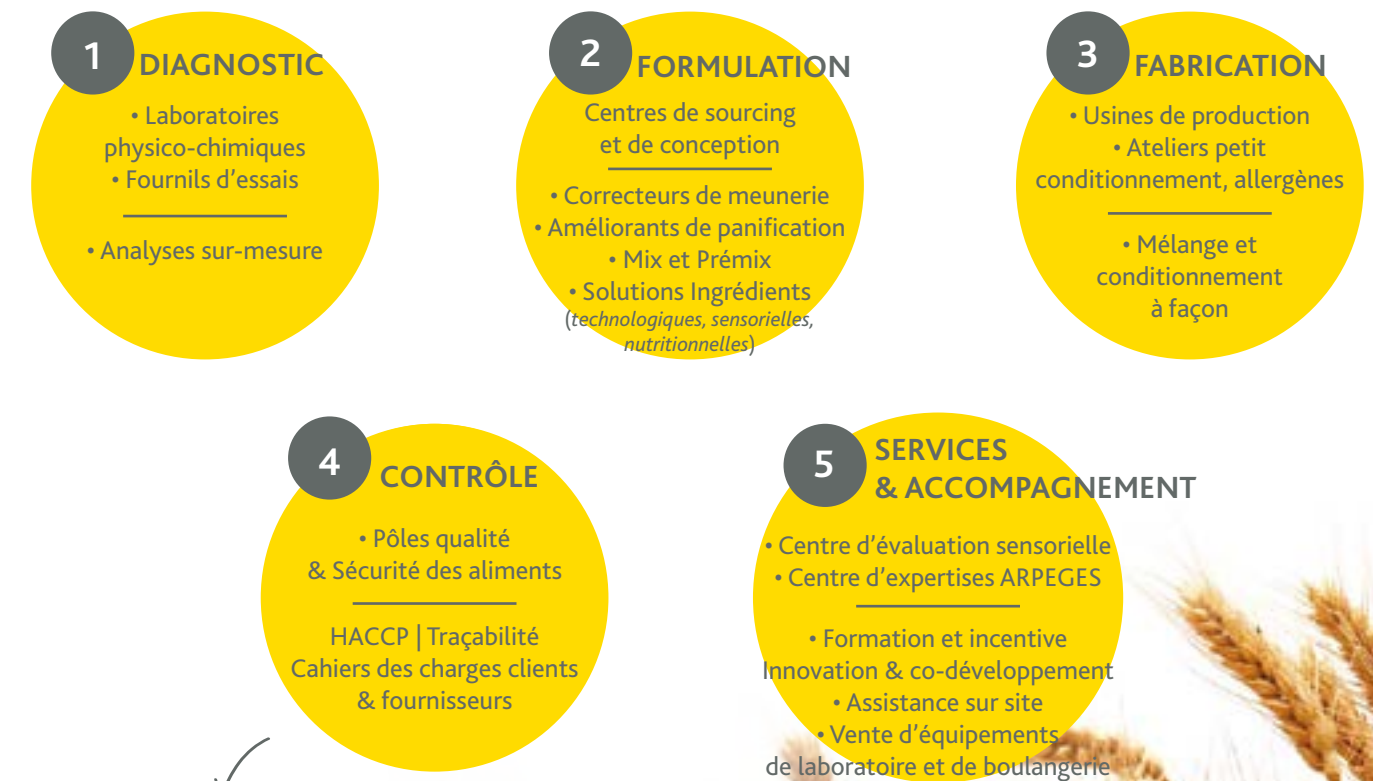 1 DIAGNOSTIC
• Laboratoires
physico-chimiques
• Fournils d’essais
• Analyses sur-mesure
2 FORMULATION
Centres de sourcing
et de conception
• Correcteurs de meunerie
• Améliorants de panification
• Mix et Prémix
• Solutions Ingrédients
(technologiques, sensorielles,
nutritionnelles)
3 FABRICATION
• Usines de production
• Ateliers petit
conditionnement, allergènes
• Mélange et
conditionnement
à façon
4 CONTRÔLE
• Pôles qualité
& Sécurité des aliments
HACCP | Traçabilité
Cahiers des charges clients
& fournisseurs
5 SERVICES
& ACCOMPAGNEMENT
• Centre d’évaluation sensorielle
• Centre d’expertises ARPEGES
• Formation et incentive
Innovation & co-développement
• Assistance sur site
• Vente d’équipements
de laboratoire et de boulangerie